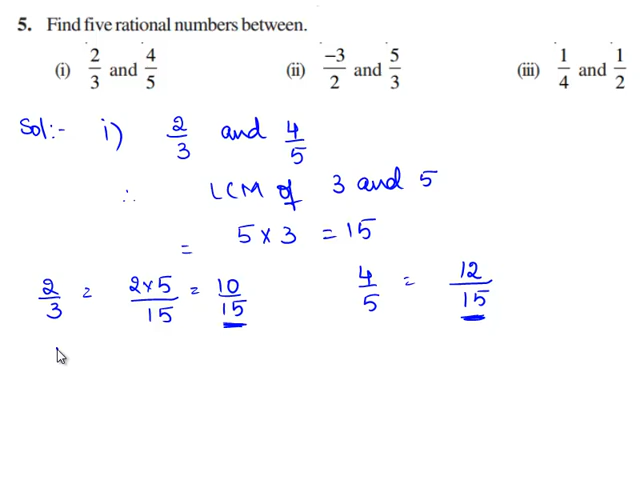 5. Find five rational numbers between.
(i) 2/3 and 4/5 (ii) -3/2 and 5/3 (iii) 1/4 and 1/2
Sol:- i) 2/3 and 4/5
∴ LCM of 3 and 5
= 5 × 3 = 15
2/3 = 2×5/15 = 10/15 4/5 = 12/15